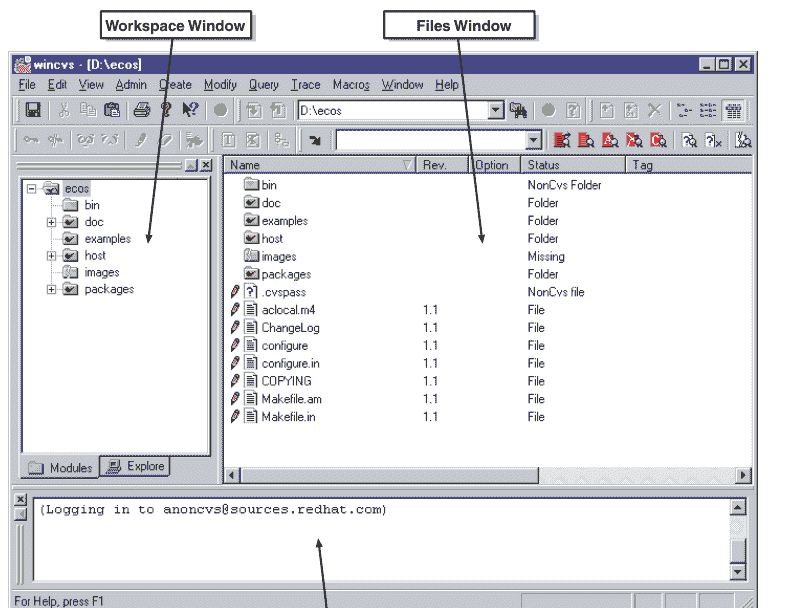 Workspace Window
Files Window
wincvs - [D:\ecos]
File Edit View Admin Create Modify Query Trace Macros Window Help
D:\ecos
Name Rev. Option Status Tag
ecos
bin
doc
examples
host
images
packages
bin NonCvs Folder
doc Folder
examples Folder
host Folder
images Missing
packages Folder
.cvspass NonCvs file
aclocal.m4 1.1 File
ChangeLog 1.1 File
configure 1.1 File
configure.in 1.1 File
COPYING 1.1 File
Makefile.am 1.1 File
Makefile.in 1.1 File
Modules Explore
(Logging in to anoncvs@sources.redhat.com)
For Help, press F1